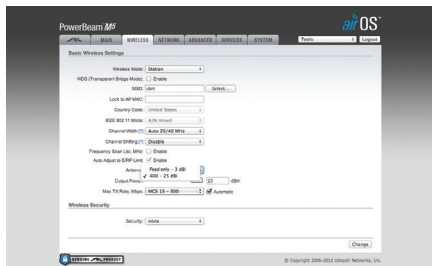 PowerBeam M5
airOS
MAIN WIRELESS NETWORK ADVANCED SERVICES SYSTEM Tools: Logout
Basic Wireless Settings
Wireless Mode: Station
WDS (Transparent Bridge Mode): Enable
SSID: ubnt Select...
Lock to AP MAC:
Country Code: United States
IEEE 802.11 Mode: A/N mixed
Channel Width:[?] Auto 20/40 MHz
Channel Shifting:[?] Disable
Frequency Scan List, MHz: Enable
Auto Adjust to EIRP Limit: Enable
Antenna: Feed only - 3 dBi
✓ 400 - 25 dBi
Output Power: 23 dBm
Max TX Rate, Mbps: MCS 15 - 300 Automatic
Wireless Security
Security: none
Change
GENUINE PRODUCT
© Copyright 2006-2012 Ubiquiti Networks, Inc.